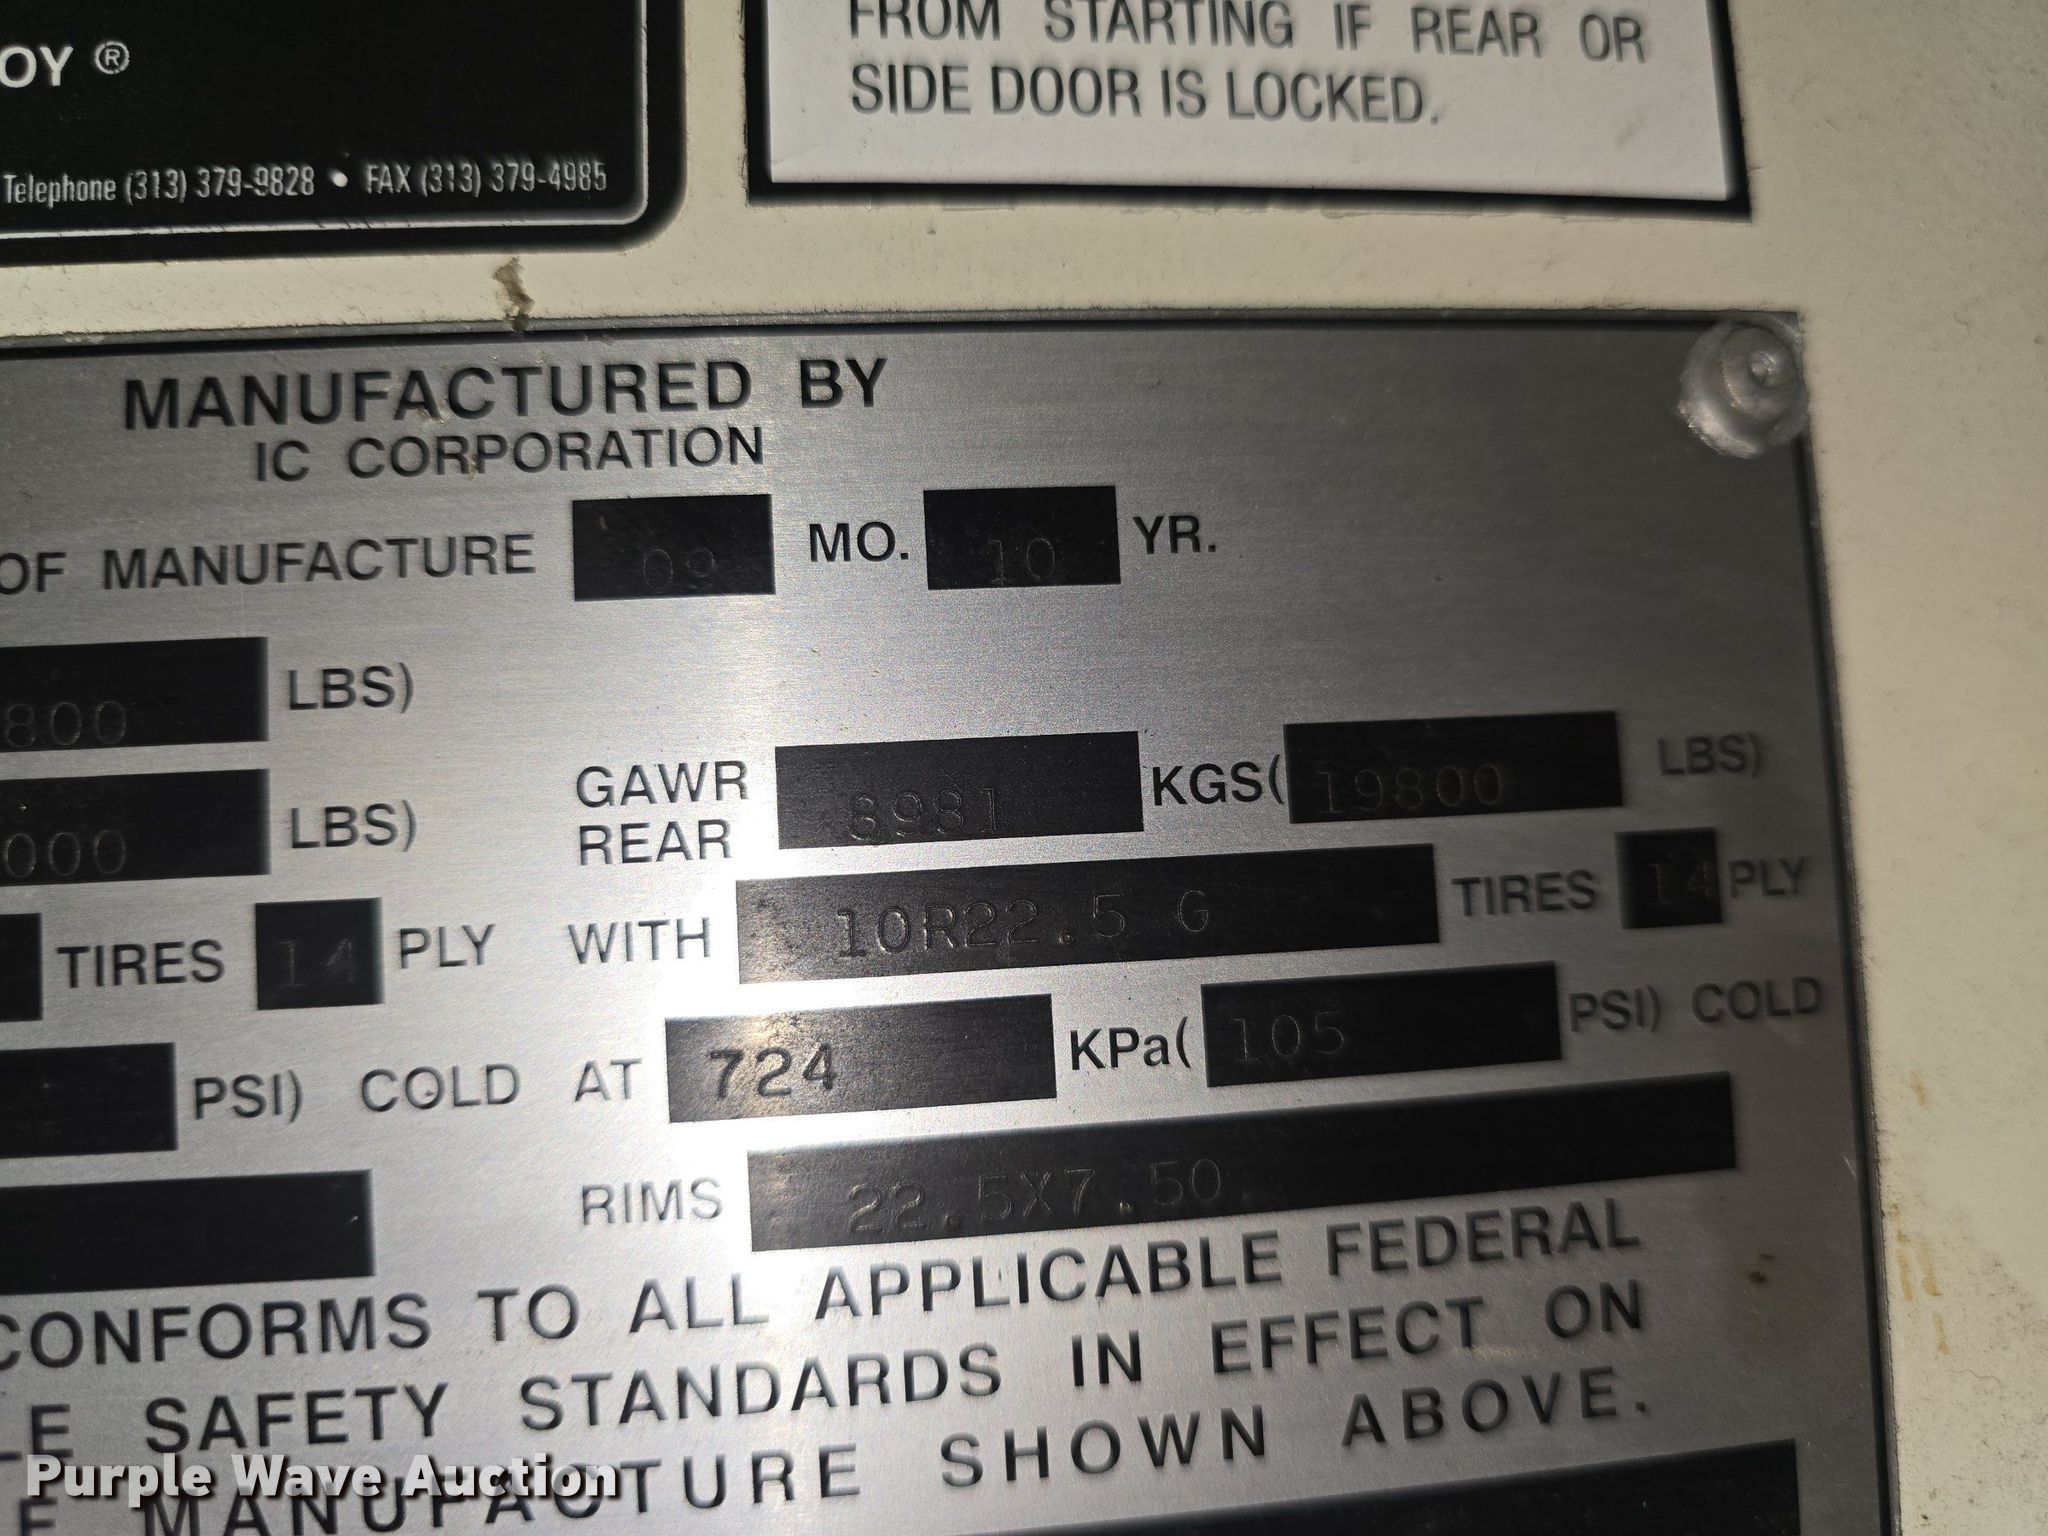 OY ®
Telephone (313) 379-9828 • FAX (313) 379-4985
FROM STARTING IF REAR OR
SIDE DOOR IS LOCKED.
MANUFACTURED BY
IC CORPORATION
OF MANUFACTURE 09 MO. 10 YR.
800 LBS)
000 LBS) GAWR REAR 8981 KGS( 19800 LBS)
TIRES 14 PLY WITH 10R22.5 G TIRES 14 PLY
PSI) COLD AT 724 KPa( 105 PSI) COLD
RIMS 22.5X7.50
CONFORMS TO ALL APPLICABLE FEDERAL
LE SAFETY STANDARDS IN EFFECT ON
F MANUFACTURE SHOWN ABOVE.
Purple Wave Auction